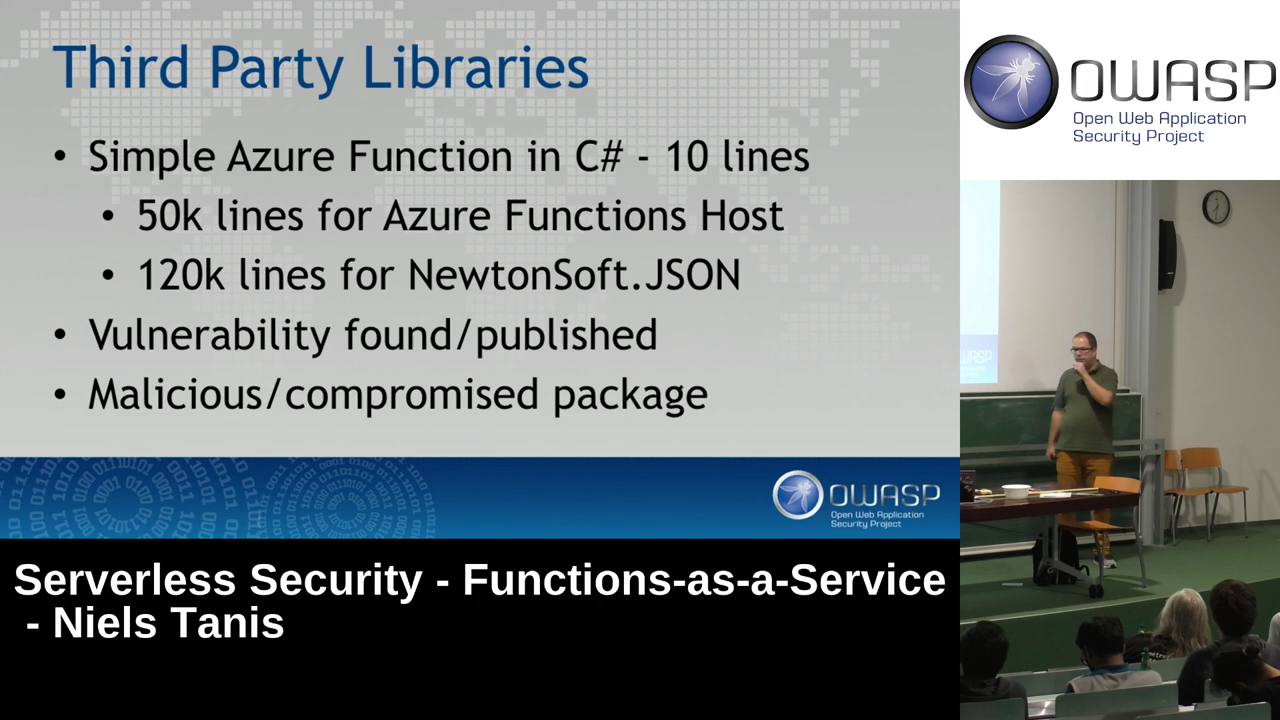 Third Party Libraries
• Simple Azure Function in C# - 10 lines
• 50k lines for Azure Functions Host
• 120k lines for NewtonSoft.JSON
• Vulnerability found/published
• Malicious/compromised package
OWASP
Open Web Application
Security Project
Serverless Security - Functions-as-a-Service
- Niels Tanis
OWASP
Open Web Application
Security Project